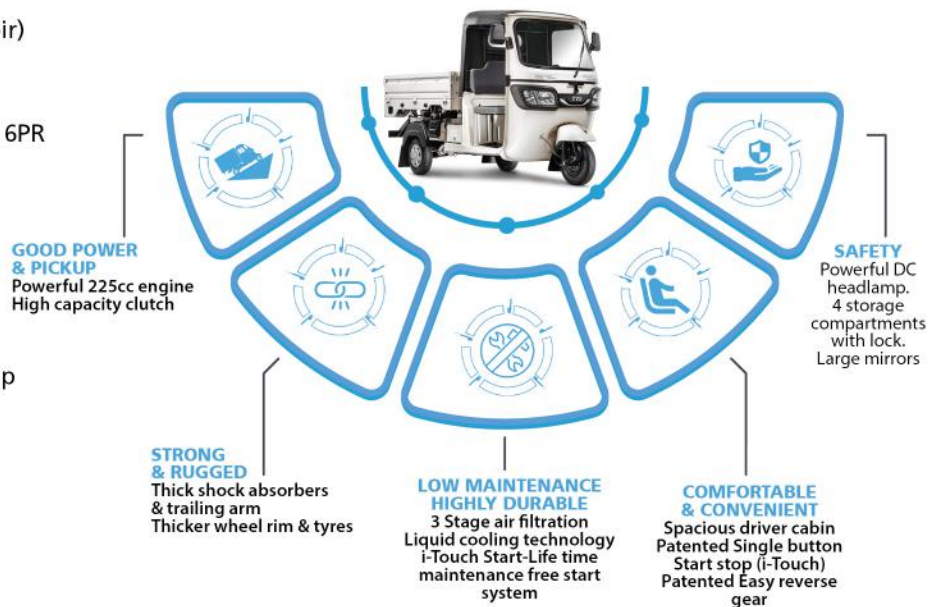 ir)
6PR
p
GOOD POWER
& PICKUP
Powerful 225cc engine
High capacity clutch
STRONG
& RUGGED
Thick shock absorbers
& trailing arm
Thicker wheel rim & tyres
LOW MAINTENANCE
HIGHLY DURABLE
3 Stage air filtration
Liquid cooling technology
i-Touch Start-Life time
maintenance free start
system
COMFORTABLE
& CONVENIENT
Spacious driver cabin
Patented Single button
Start stop (i-Touch)
Patented Easy reverse
gear
SAFETY
Powerful DC
headlamp.
4 storage
compartments
with lock.
Large mirrors